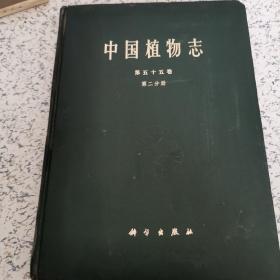 中国植物志
第五十五卷
第二分册
科学出版社